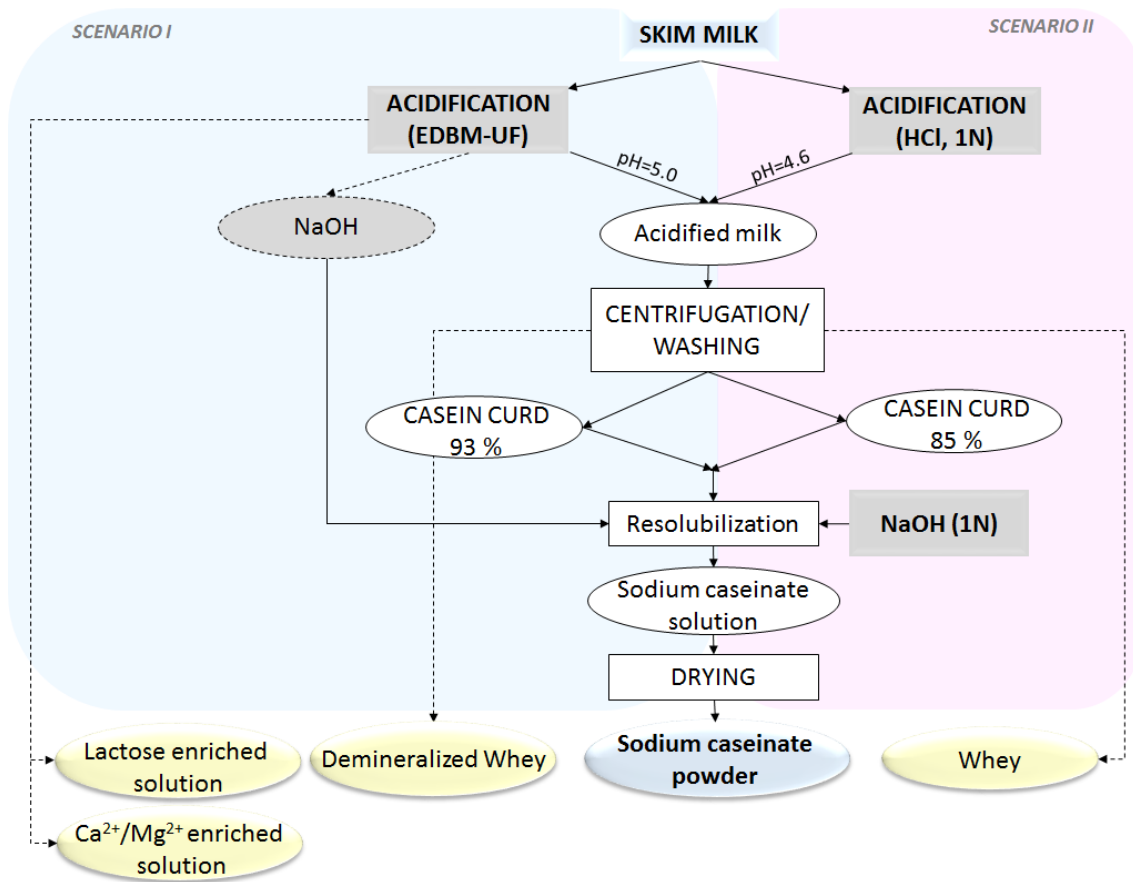 SCENARIO I
SCENARIO II
SKIM MILK
ACIDIFICATION
(EDBM-UF)
ACIDIFICATION
(HCl, 1N)
pH=5.0
pH=4.6
NaOH
Acidified milk
CENTRIFUGATION/
WASHING
CASEIN CURD
93 %
CASEIN CURD
85 %
Resolubilization
NaOH (1N)
Sodium caseinate
solution
DRYING
Lactose enriched
solution
Demineralized Whey
Sodium caseinate
powder
Whey
Ca²⁺/Mg²⁺ enriched
solution